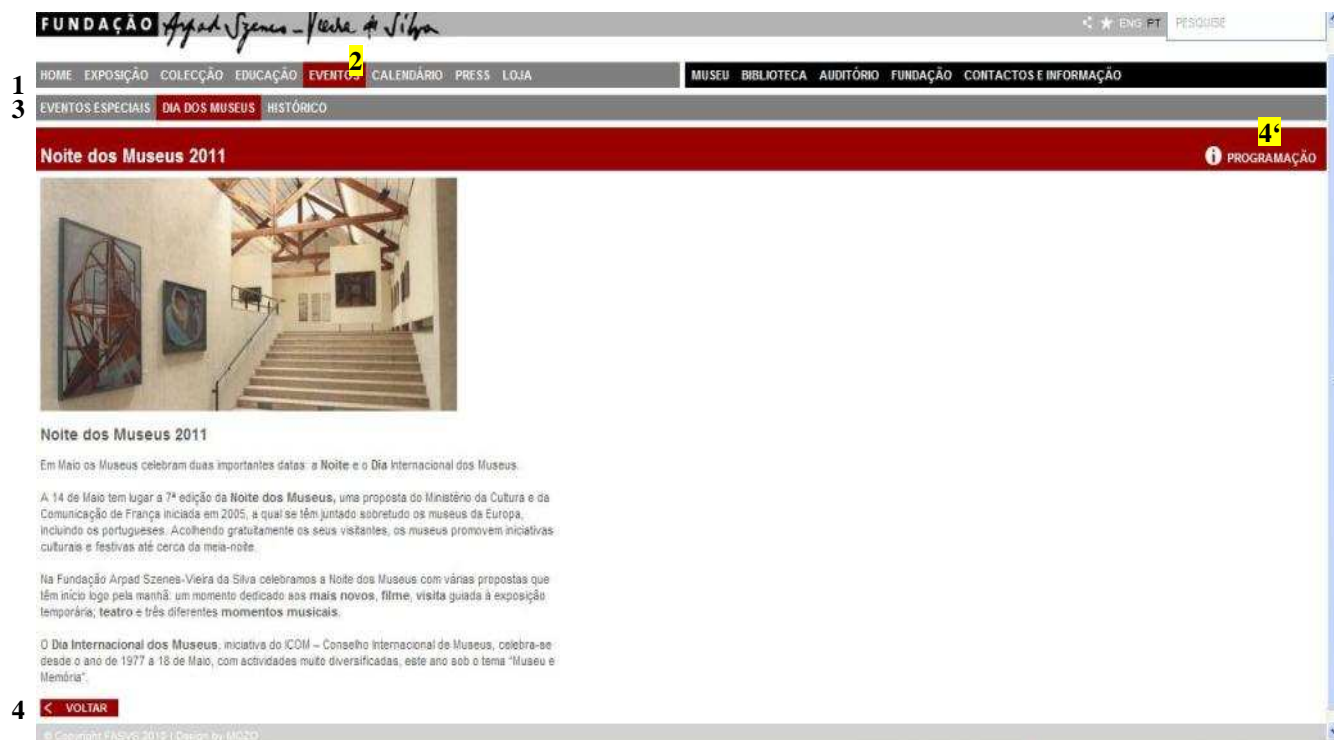 FUNDAÇÃO Arpad Szenes – Vieira da Silva
ENG PT PESQUISE
2
1
HOME EXPOSIÇÃO COLECÇÃO EDUCAÇÃO EVENTOS CALENDÁRIO PRESS LOJA MUSEU BIBLIOTECA AUDITÓRIO FUNDAÇÃO CONTACTOS E INFORMAÇÃO
3 EVENTOS ESPECIAIS DIA DOS MUSEUS HISTÓRICO
4‘
Noite dos Museus 2011 PROGRAMAÇÃO
Noite dos Museus 2011
Em Maio os Museus celebram duas importantes datas: a Noite e o Dia Internacional dos Museus.
A 14 de Maio tem lugar a 7ª edição da Noite dos Museus, uma proposta do Ministério da Cultura e da
Comunicação de França iniciada em 2005, a qual se têm juntado sobretudo os museus da Europa,
incluindo os portugueses. Acolhendo gratuitamente os seus visitantes, os museus promovem iniciativas
culturais e festivas até cerca da meia-noite.
Na Fundação Arpad Szenes-Vieira da Silva celebramos a Noite dos Museus com várias propostas que
têm início logo pela manhã: um momento dedicado aos mais novos, filme, visita guiada à exposição
temporária; teatro e três diferentes momentos musicais.
O Dia Internacional dos Museus, iniciativa do ICOM – Conselho Internacional de Museus, celebra-se
desde o ano de 1977 a 18 de Maio, com actividades muito diversificadas, este ano sob o tema "Museu e
Memória".
4 < VOLTAR
© Copyright FASVS 2010 | Design by MOZO